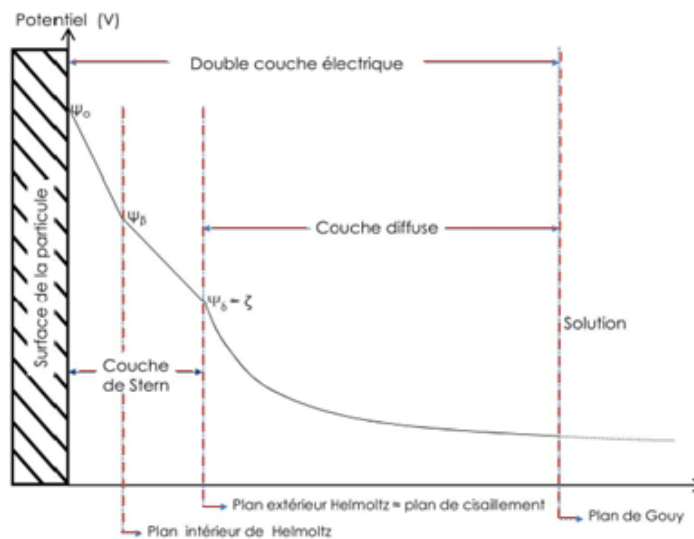 Potentiel (V)
Double couche électrique
Ψo
Surface de la particule
Ψβ
Couche diffuse
Ψδ ≈ ζ
Solution
Couche
de Stern
Plan extérieur Helmoltz ≈ plan de cisaillement
Plan de Gouy
Plan intérieur de Helmoltz